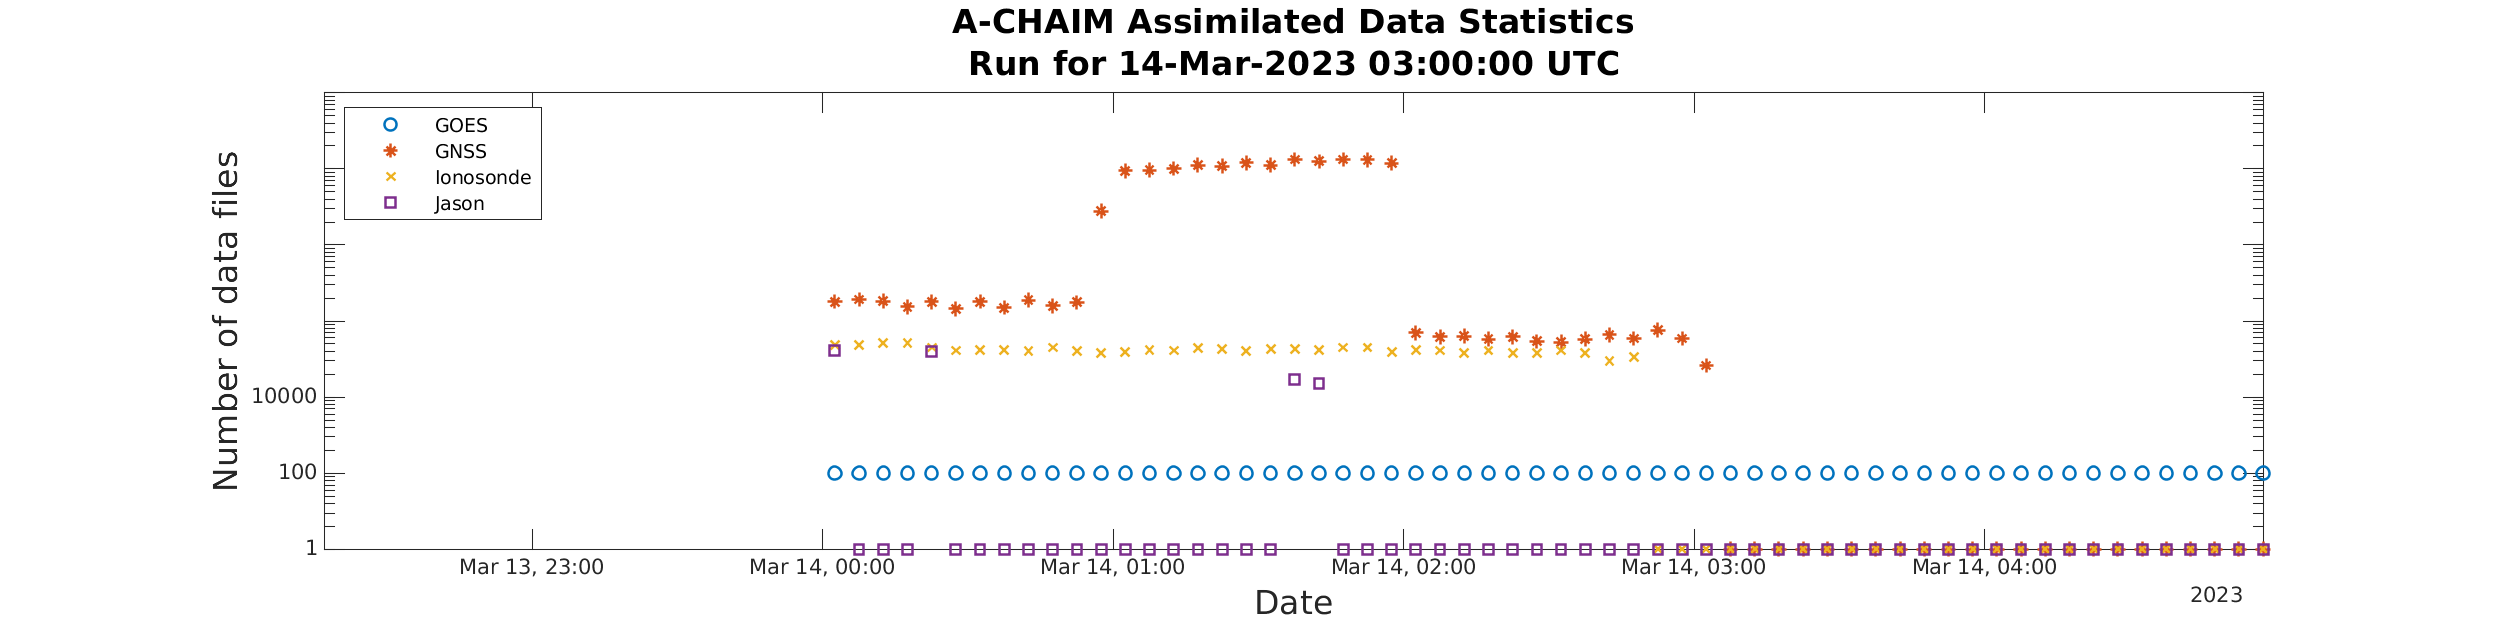 A-CHAIM Assimilated Data Statistics
Run for 14-Mar-2023 03:00:00 UTC
GOES
GNSS
Ionosonde
Jason
Number of data files
10000
100
1
Mar 13, 23:00
Mar 14, 00:00
Mar 14, 01:00
Mar 14, 02:00
Mar 14, 03:00
Mar 14, 04:00
Date
2023